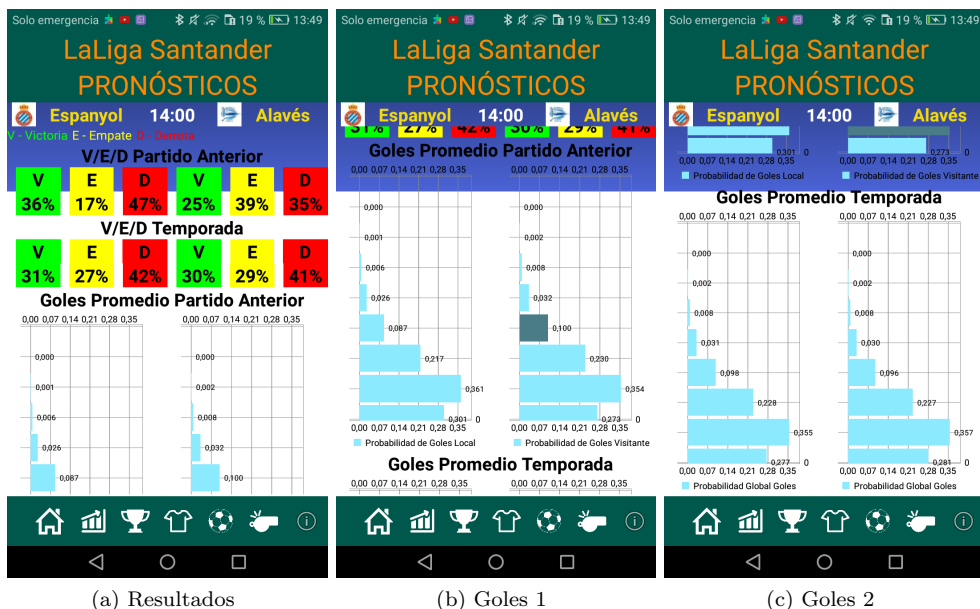 Solo emergencia 19 % 13:49
LaLiga Santander
PRONÓSTICOS
Espanyol 14:00 Alavés
V - Victoria E - Empate D - Derrota
V/E/D Partido Anterior
V E D V E D
36% 17% 47% 25% 39% 35%
V/E/D Temporada
V E D V E D
31% 27% 42% 30% 29% 41%
Goles Promedio Partido Anterior
0,00 0,07 0,14 0,21 0,28 0,35 0,00 0,07 0,14 0,21 0,28 0,35
0,000
0,001 0,002
0,006 0,008
0,026 0,032
0,087 0,100
(a) Resultados
Solo emergencia 19 % 13:49
LaLiga Santander
PRONÓSTICOS
Espanyol 14:00 Alavés
31% 27% 42% 30% 29% 41%
Goles Promedio Partido Anterior
0,00 0,07 0,14 0,21 0,28 0,35 0,00 0,07 0,14 0,21 0,28 0,35
0,000
0,001 0,002
0,006 0,008
0,026 0,032
0,087 0,100
0,217 0,230
0,361 0,354
0,301 0 0,273 0
0,00 0,07 0,14 0,21 0,28 0,35 0,00 0,07 0,14 0,21 0,28 0,35
Probabilidad de Goles Local Probabilidad de Goles Visitante
Goles Promedio Temporada
0,00 0,07 0,14 0,21 0,28 0,35 0,00 0,07 0,14 0,21 0,28 0,35
(b) Goles 1
Solo emergencia 19 % 13:49
LaLiga Santander
PRONÓSTICOS
Espanyol 14:00 Alavés
0,301 0 0,273 0
0,00 0,07 0,14 0,21 0,28 0,35 0,00 0,07 0,14 0,21 0,28 0,35
Probabilidad de Goles Local Probabilidad de Goles Visitante
Goles Promedio Temporada
0,00 0,07 0,14 0,21 0,28 0,35 0,00 0,07 0,14 0,21 0,28 0,35
0,000
0,002 0,002
0,008 0,008
0,031 0,030
0,098 0,096
0,228 0,227
0,355 0,357
0,277 0 0,281 0
0,00 0,07 0,14 0,21 0,28 0,35 0,00 0,07 0,14 0,21 0,28 0,35
Probabilidad Global Goles Probabilidad Global Goles
(c) Goles 2